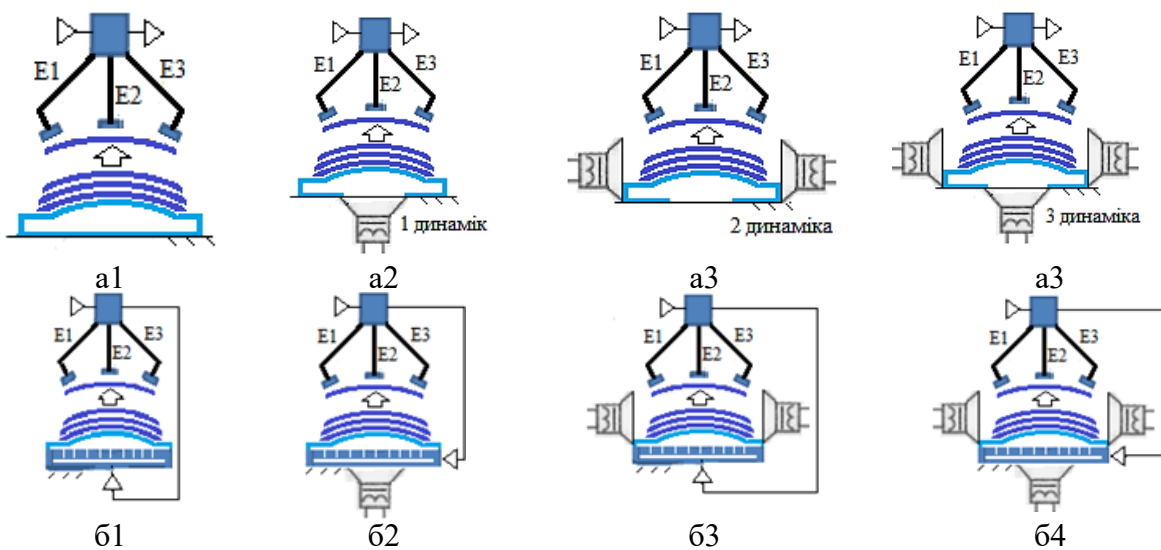 E1 E2 E3
E1 E2 E3
1 динамік
E1 E2 E3
2 динаміка
E1 E2 E3
3 динаміка
а1 а2 а3 а3
E1 E2 E3
E1 E2 E3
E1 E2 E3
E1 E2 E3
б1 б2 б3 б4